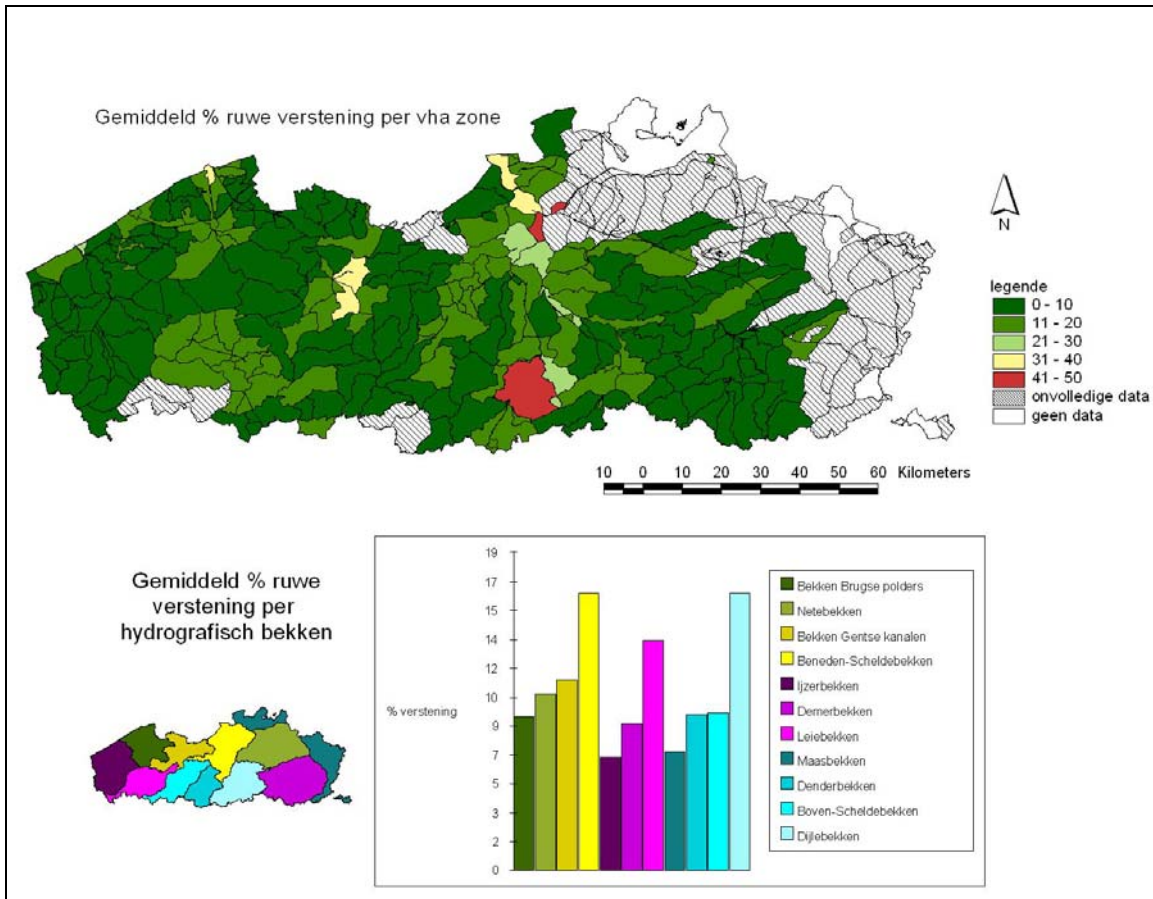 Gemiddeld % ruwe verstening per vha zone
N
legende
0 - 10
11 - 20
21 - 30
31 - 40
41 - 50
onvolledige data
geen data
10 0 10 20 30 40 50 60 Kilometers
Gemiddeld % ruwe
verstening per
hydrografisch bekken
% verstening
19
17
15
14
12
10
9
7
5
3
2
0
Bekken Brugse polders
Netebekken
Bekken Gentse kanalen
Beneden-Scheldebekken
Ijzerbekken
Demerbekken
Leiebekken
Maasbekken
Denderbekken
Boven-Scheldebekken
Dijlebekken